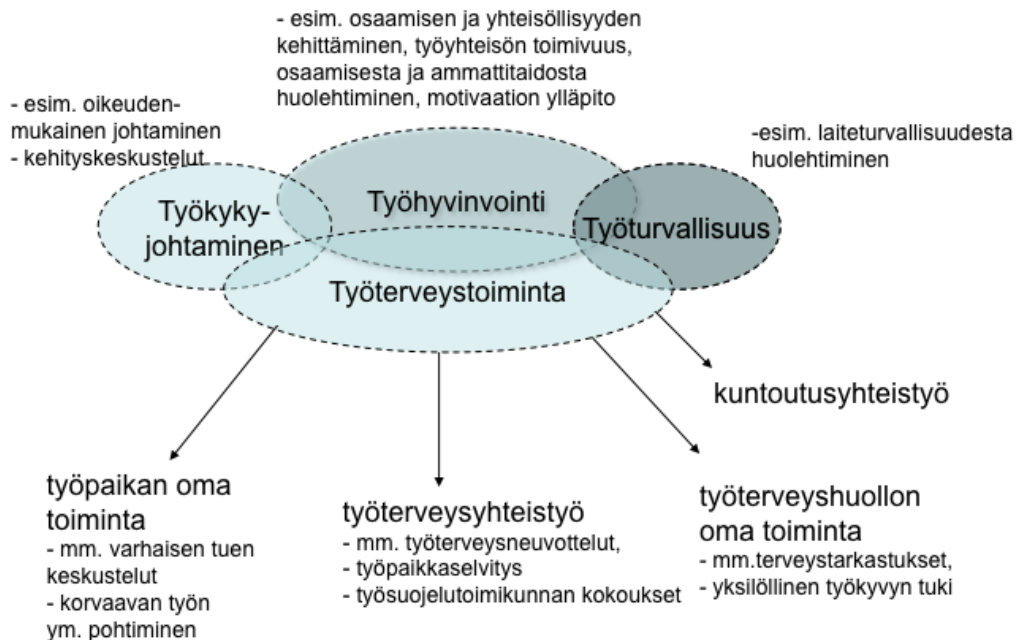 - esim. osaamisen ja yhteisöllisyyden
kehittäminen, työyhteisön toimivuus,
osaamisesta ja ammattitaidosta
huolehtiminen, motivaation ylläpito
- esim. oikeuden-
mukainen johtaminen
- kehityskeskustelut
-esim. laiteturvallisuudesta
huolehtiminen
Työkyky-
johtaminen
Työhyvinvointi
Työturvallisuus
Työterveystoiminta
kuntoutusyhteistyö
työpaikan oma
toiminta
- mm. varhaisen tuen
keskustelut
- korvaavan työn
ym. pohtiminen
työterveysyhteistyö
- mm. työterveysneuvottelut,
- työpaikkaselvitys
- työsuojelutoimikunnan kokoukset
työterveyshuollon
oma toiminta
- mm.terveystarkastukset,
- yksilöllinen työkyvyn tuki